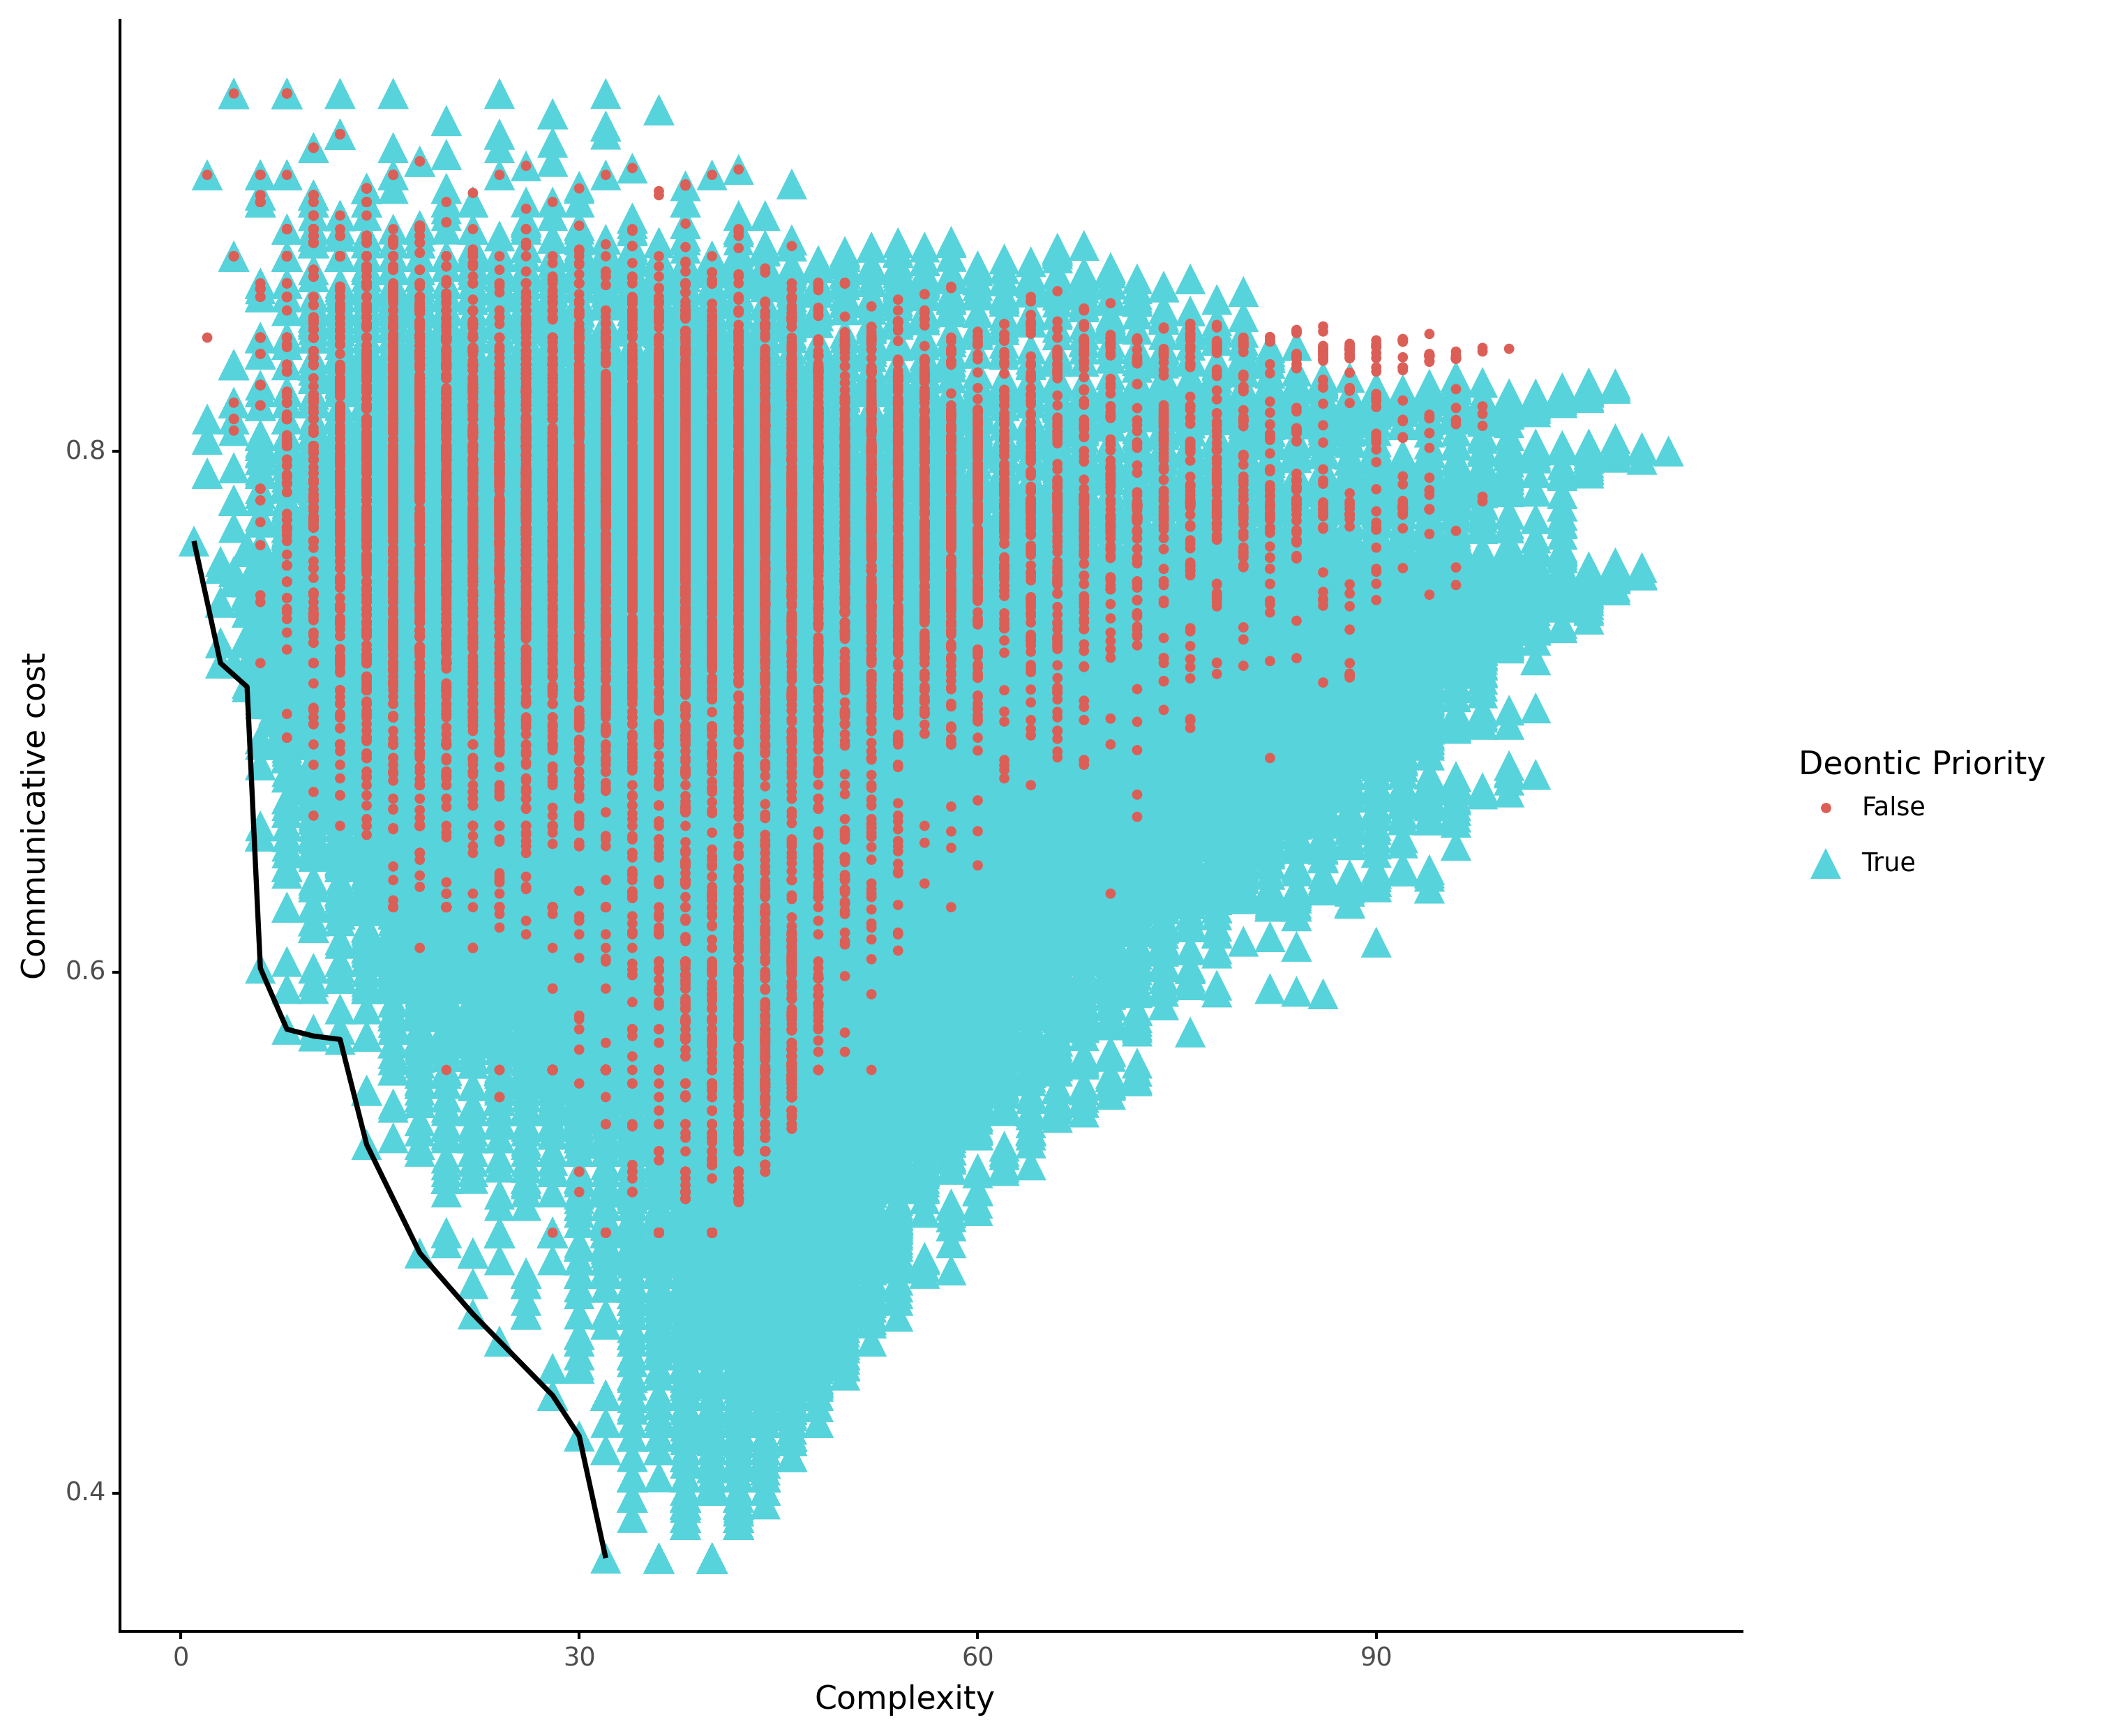 Communicative cost
0.8
0.6
0.4
0
30
60
90
Complexity
Deontic Priority
False
True